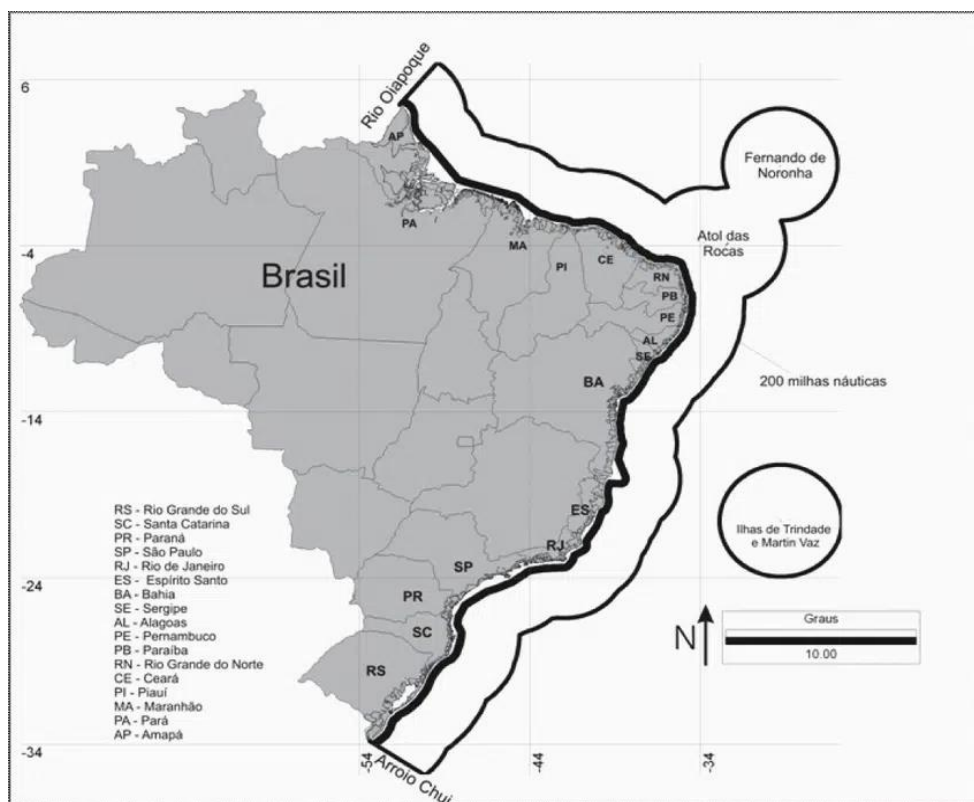 Rio Oiapoque
6
-4
-14
-24
-34
AP
PA
MA
PI
CE
RN
PB
PE
AL
SE
BA
ES
RJ
SP
PR
SC
RS
Brasil
Fernando de
Noronha
Atol das
Rocas
200 milhas náuticas
Ilhas de Trindade
e Martin Vaz
RS - Rio Grande do Sul
SC - Santa Catarina
PR - Paraná
SP - São Paulo
RJ - Rio de Janeiro
ES - Espírito Santo
BA - Bahia
SE - Sergipe
AL - Alagoas
PE - Pernambuco
PB - Paraíba
RN - Rio Grande do Norte
CE - Ceará
PI - Piauí
MA - Maranhão
PA - Pará
AP - Amapá
N
Graus
10.00
-54
-44
-34
Arroio Chui